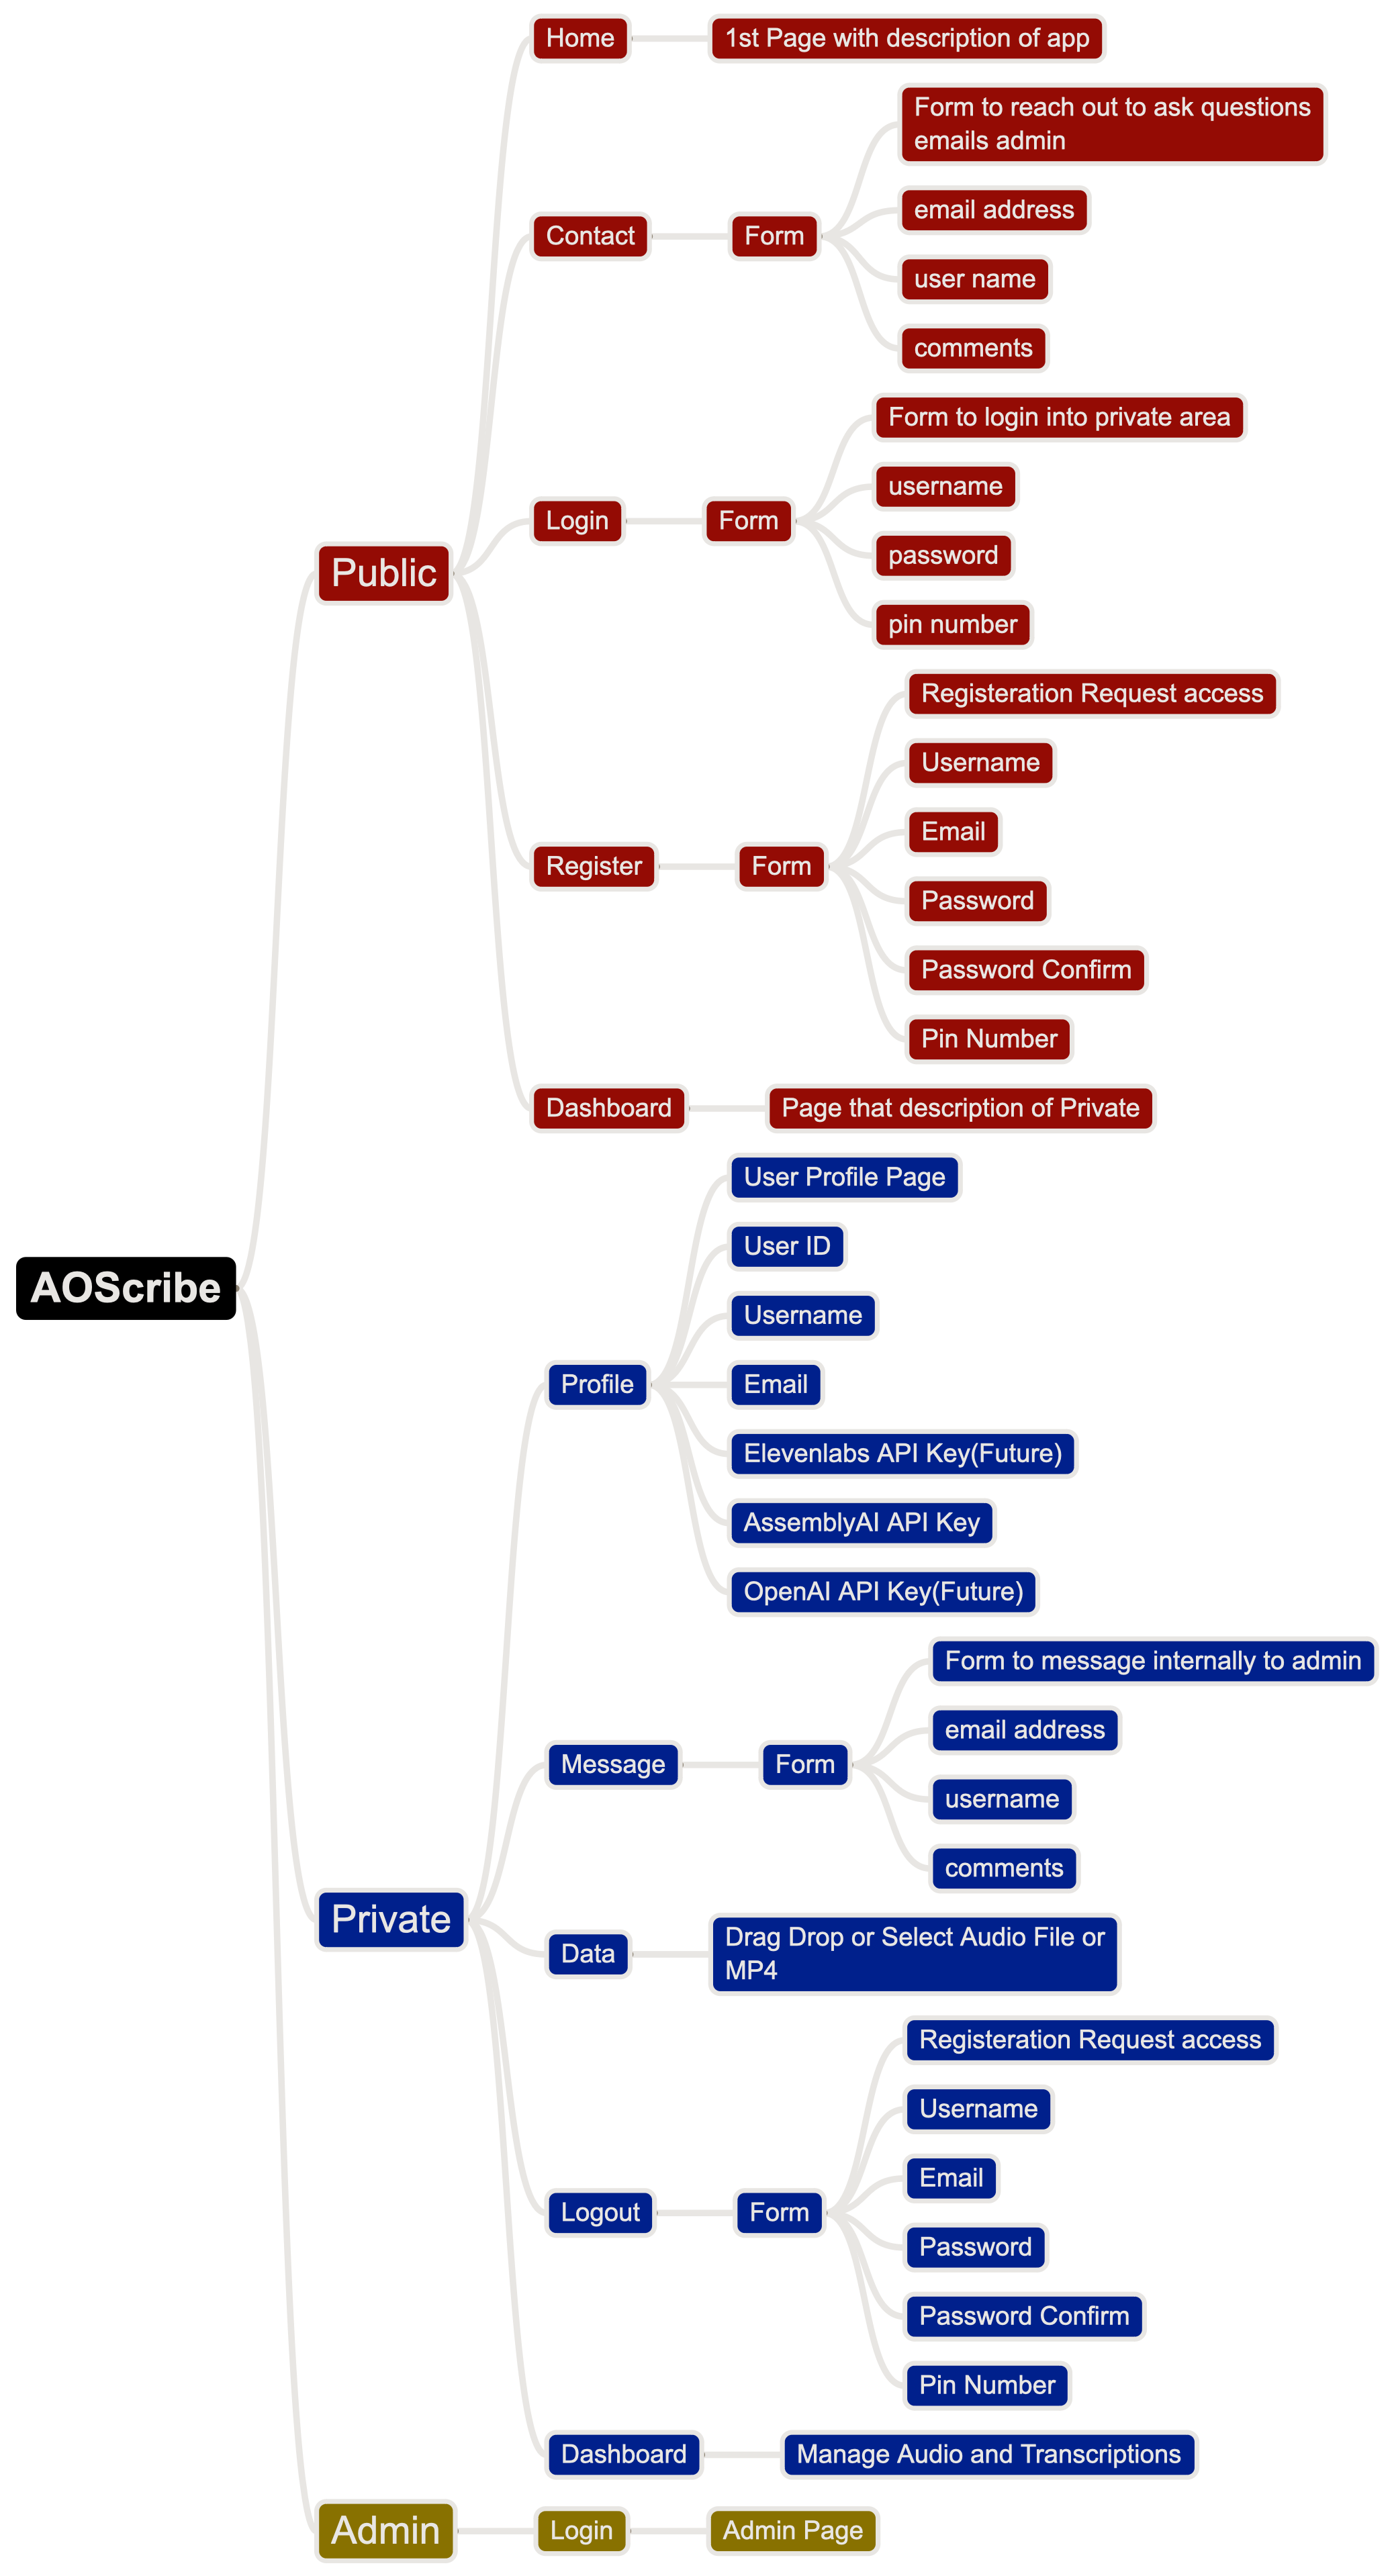 Home
1st Page with description of app
Form to reach out to ask questions
emails admin
email address
Contact
Form
user name
comments
Form to login into private area
username
Login
Form
password
pin number
Public
Registeration Request access
Username
Email
Register
Form
Password
Password Confirm
Pin Number
Dashboard
Page that description of Private
User Profile Page
User ID
AOScribe
Username
Profile
Email
Elevenlabs API Key(Future)
AssemblyAI API Key
OpenAI API Key(Future)
Form to message internally to admin
email address
Message
Form
username
comments
Private
Data
Drag Drop or Select Audio File or
MP4
Registeration Request access
Username
Email
Logout
Form
Password
Password Confirm
Pin Number
Dashboard
Manage Audio and Transcriptions
Admin
Login
Admin Page